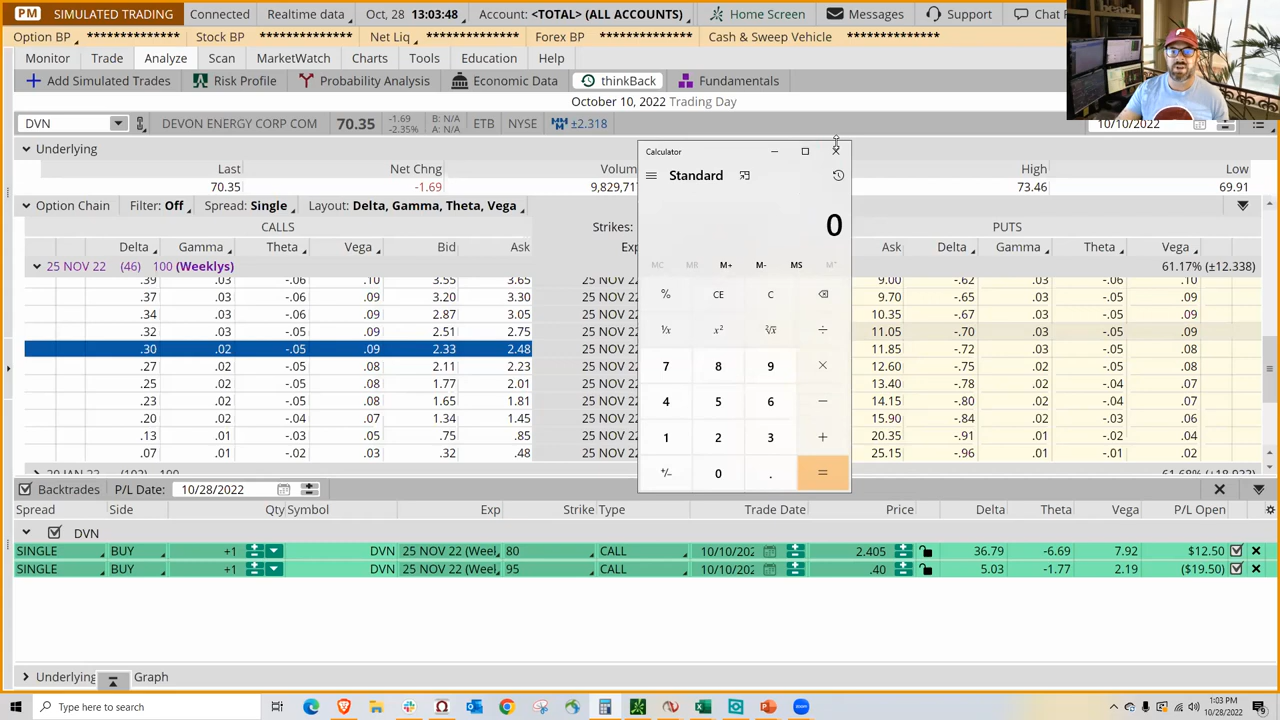 PM SIMULATED TRADING Connected Realtime data Oct, 28 13:03:48 Account: <TOTAL> (ALL ACCOUNTS) Home Screen Messages Support Chat
Option BP ************** Stock BP ************** Net Liq ************** Forex BP ************** Cash & Sweep Vehicle **************
Monitor Trade Analyze Scan MarketWatch Charts Tools Education Help
Add Simulated Trades Risk Profile Probability Analysis Economic Data thinkBack Fundamentals
October 10, 2022 Trading Day
DVN DEVON ENERGY CORP COM 70.35 -1.69 -2.35% B: N/A A: N/A ETB NYSE ±2.318 10/10/2022
Underlying
Last Net Chng High Low
70.35 -1.69 73.46 69.91
Option Chain Filter: Off Spread: Single Layout: Delta, Gamma, Theta, Vega
CALLS Strikes: PUTS
Delta Gamma Theta Vega Bid Ask Ask Delta Gamma Theta Vega
25 NOV 22 (46) 100 (Weeklys) 61.17% (±12.338)
.39 .03 -.06 .10 3.55 3.65 9.00 -.62 .03 -.06 .10
.37 .03 -.06 .09 3.20 3.30 25 NOV 22 9.70 -.65 .03 -.05 .09
.34 .03 -.06 .09 2.87 3.05 25 NOV 22 10.35 -.67 .03 -.05 .09
.32 .03 -.05 .09 2.51 2.75 25 NOV 22 11.05 -.70 .03 -.05 .09
.30 .02 -.05 .09 2.33 2.48 25 NOV 22 11.85 -.72 .03 -.05 .08
.27 .02 -.05 .08 2.11 2.23 25 NOV 22 12.60 -.75 .02 -.05 .08
.25 .02 -.05 .08 1.77 2.01 25 NOV 22 13.40 -.78 .02 -.04 .07
.23 .02 -.05 .08 1.65 1.81 25 NOV 22 14.15 -.80 .02 -.04 .07
.20 .02 -.04 .07 1.34 1.45 25 NOV 22 15.90 -.84 .02 -.03 .06
.13 .01 -.03 .05 .75 .85 25 NOV 22 20.35 -.91 .01 -.02 .04
.07 .01 -.02 .03 .32 .48 25 NOV 22 25.15 -.96 .01 -.01 .02
Calculator
Standard
0
MC MR M+ M- MS
% CE C
¹/x x² ²√x ÷
7 8 9 ×
4 5 6 −
1 2 3 +
+/− 0 . =
Backtrades P/L Date: 10/28/2022
Spread Side Qty Symbol Exp Strike Type Trade Date Price Delta Theta Vega P/L Open
DVN
SINGLE BUY +1 DVN 25 NOV 22 (Weel 80 CALL 10/10/202 2.405 36.79 -6.69 7.92 $12.50
SINGLE BUY +1 DVN 25 NOV 22 (Weel 95 CALL 10/10/202 .40 5.03 -1.77 2.19 ($19.50)
Underlying Graph
Type here to search
1:03 PM
10/28/2022